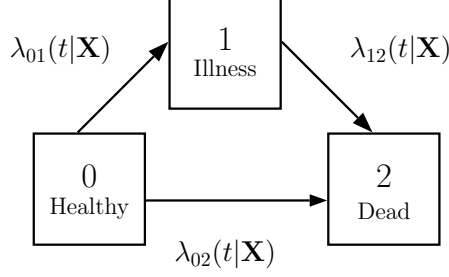 λ₀₁(t|𝐗)
1
Illness
λ₁₂(t|𝐗)
0
Healthy
2
Dead
λ₀₂(t|𝐗)